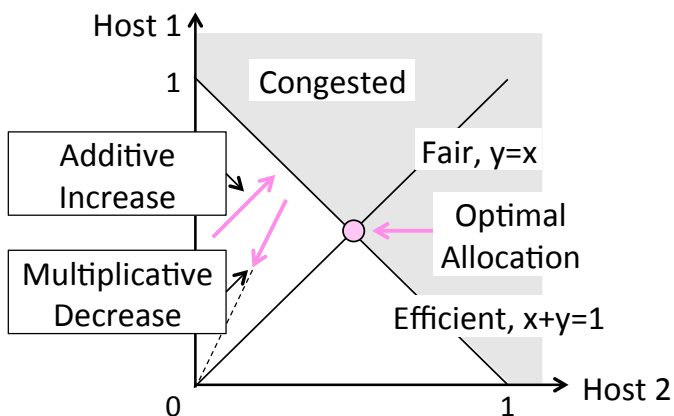 Host 1
1
Congested
Additive
Increase
Fair, y=x
Optimal
Allocation
Multiplicative
Decrease
Efficient, x+y=1
0
1
Host 2